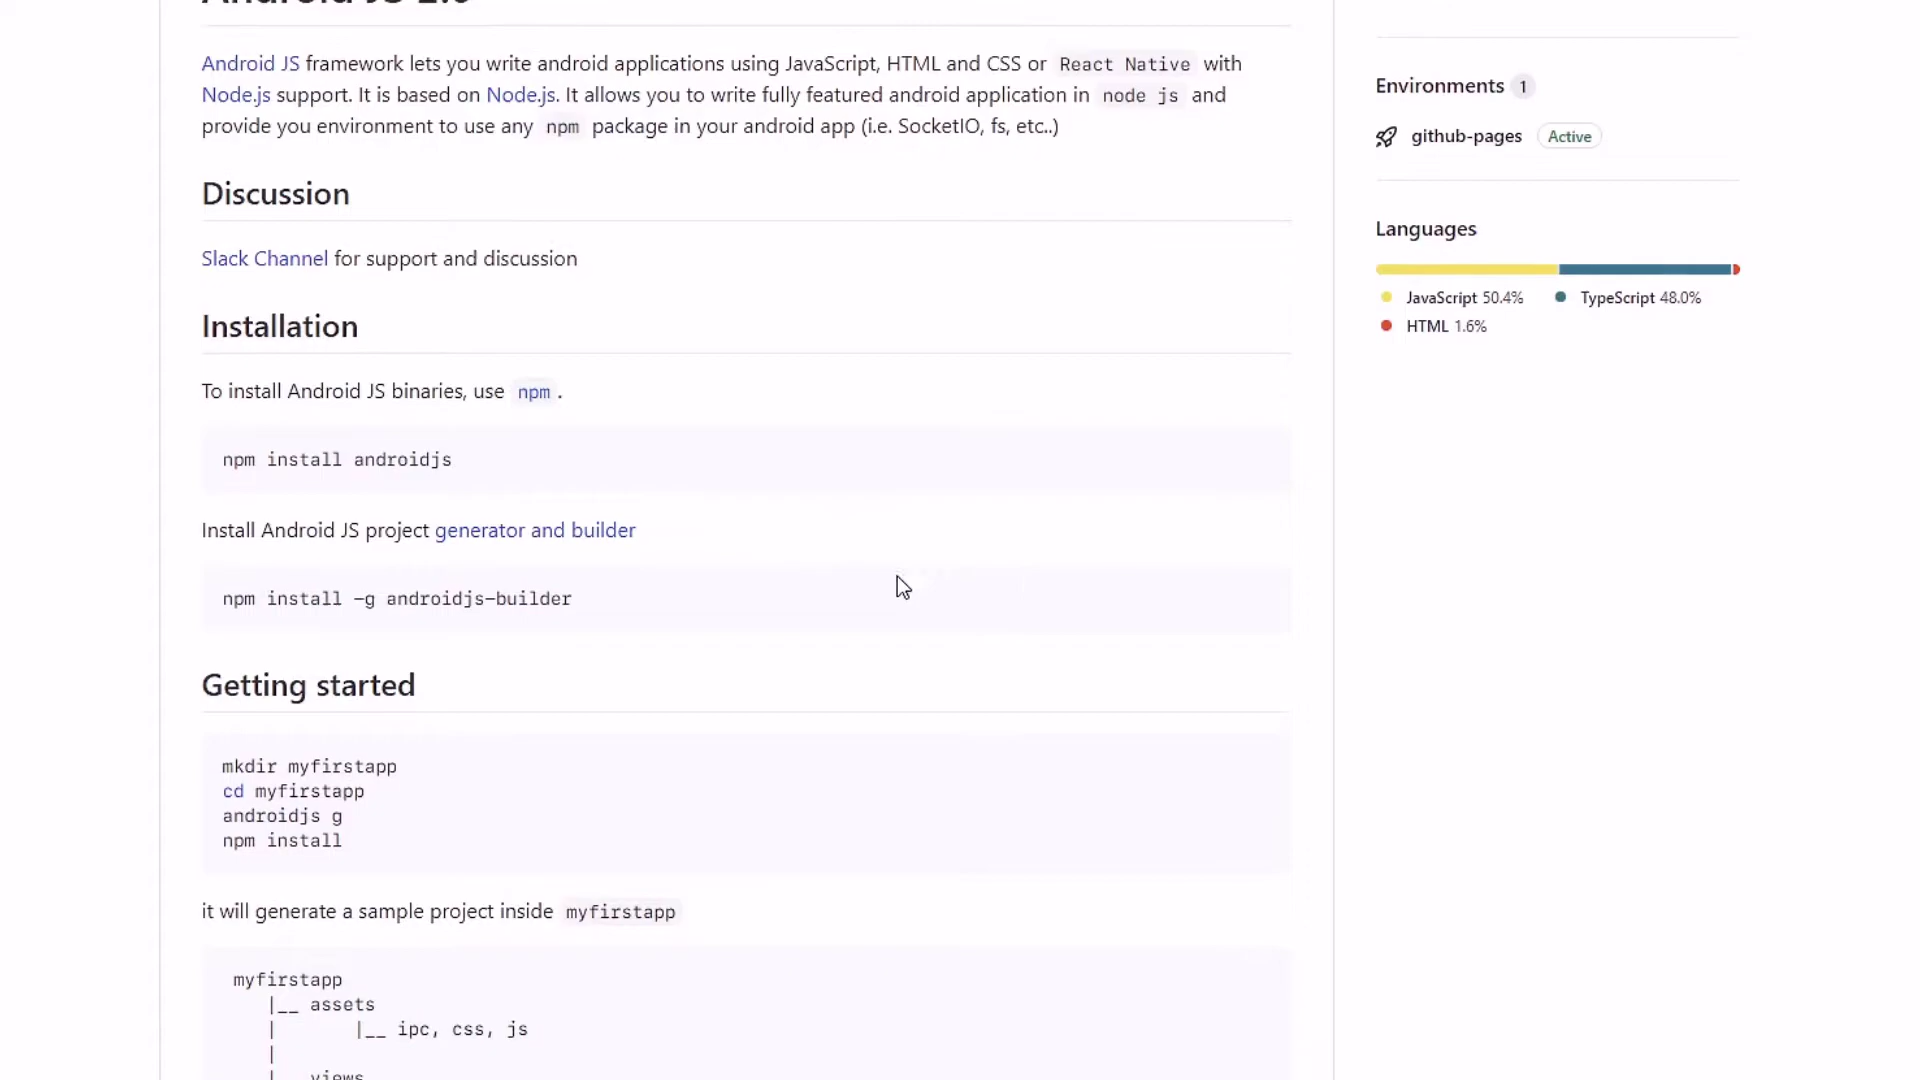 Android JS framework lets you write android applications using JavaScript, HTML and CSS or React Native with
Node.js support. It is based on Node.js. It allows you to write fully featured android application in node js and
provide you environment to use any npm package in your android app (i.e. SocketIO, fs, etc..)
Discussion
Slack Channel for support and discussion
Installation
To install Android JS binaries, use npm .
npm install androidjs
Install Android JS project generator and builder
npm install -g androidjs-builder
Getting started
mkdir myfirstapp
cd myfirstapp
androidjs g
npm install
it will generate a sample project inside myfirstapp
myfirstapp
|__ assets
|       |__ ipc, css, js
|
|__ views
Environments 1
github-pages Active
Languages
JavaScript 50.4% TypeScript 48.0%
HTML 1.6%